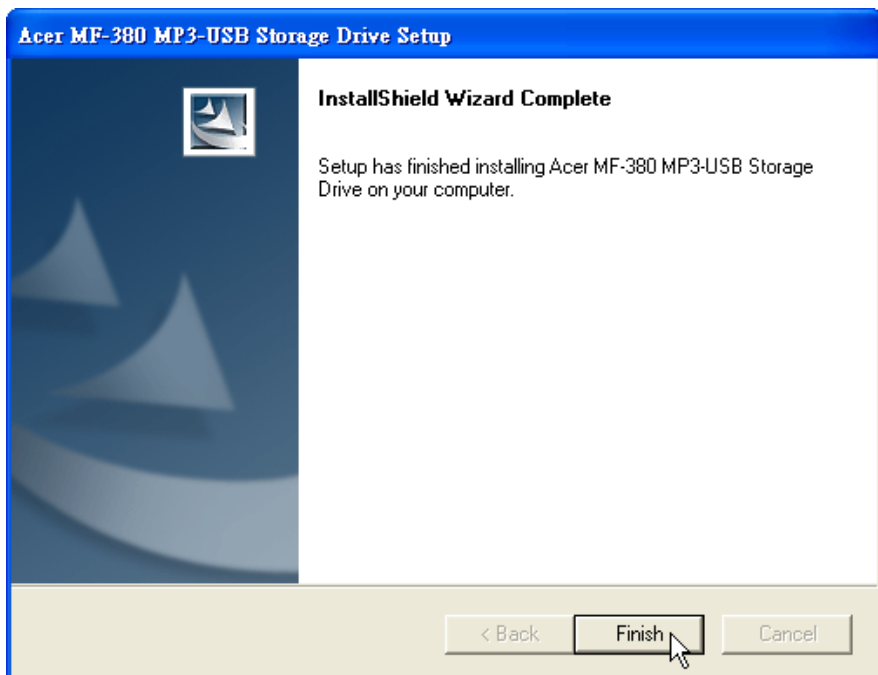 Acer MF-380 MP3-USB Storage Drive Setup
InstallShield Wizard Complete
Setup has finished installing Acer MF-380 MP3-USB Storage
Drive on your computer.
< Back
Finish
Cancel